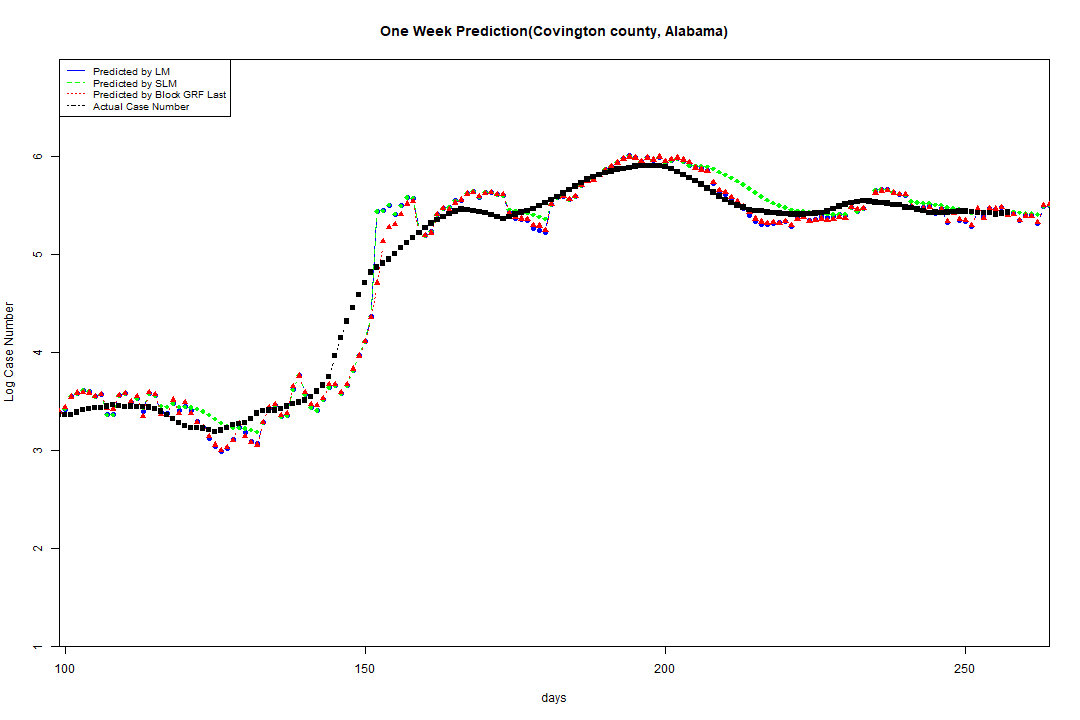 One Week Prediction(Covington county, Alabama)
Predicted by LM
Predicted by SLM
Predicted by Block GRF Last
Actual Case Number
6
5
4
3
2
1
Log Case Number
100 150 200 250
days